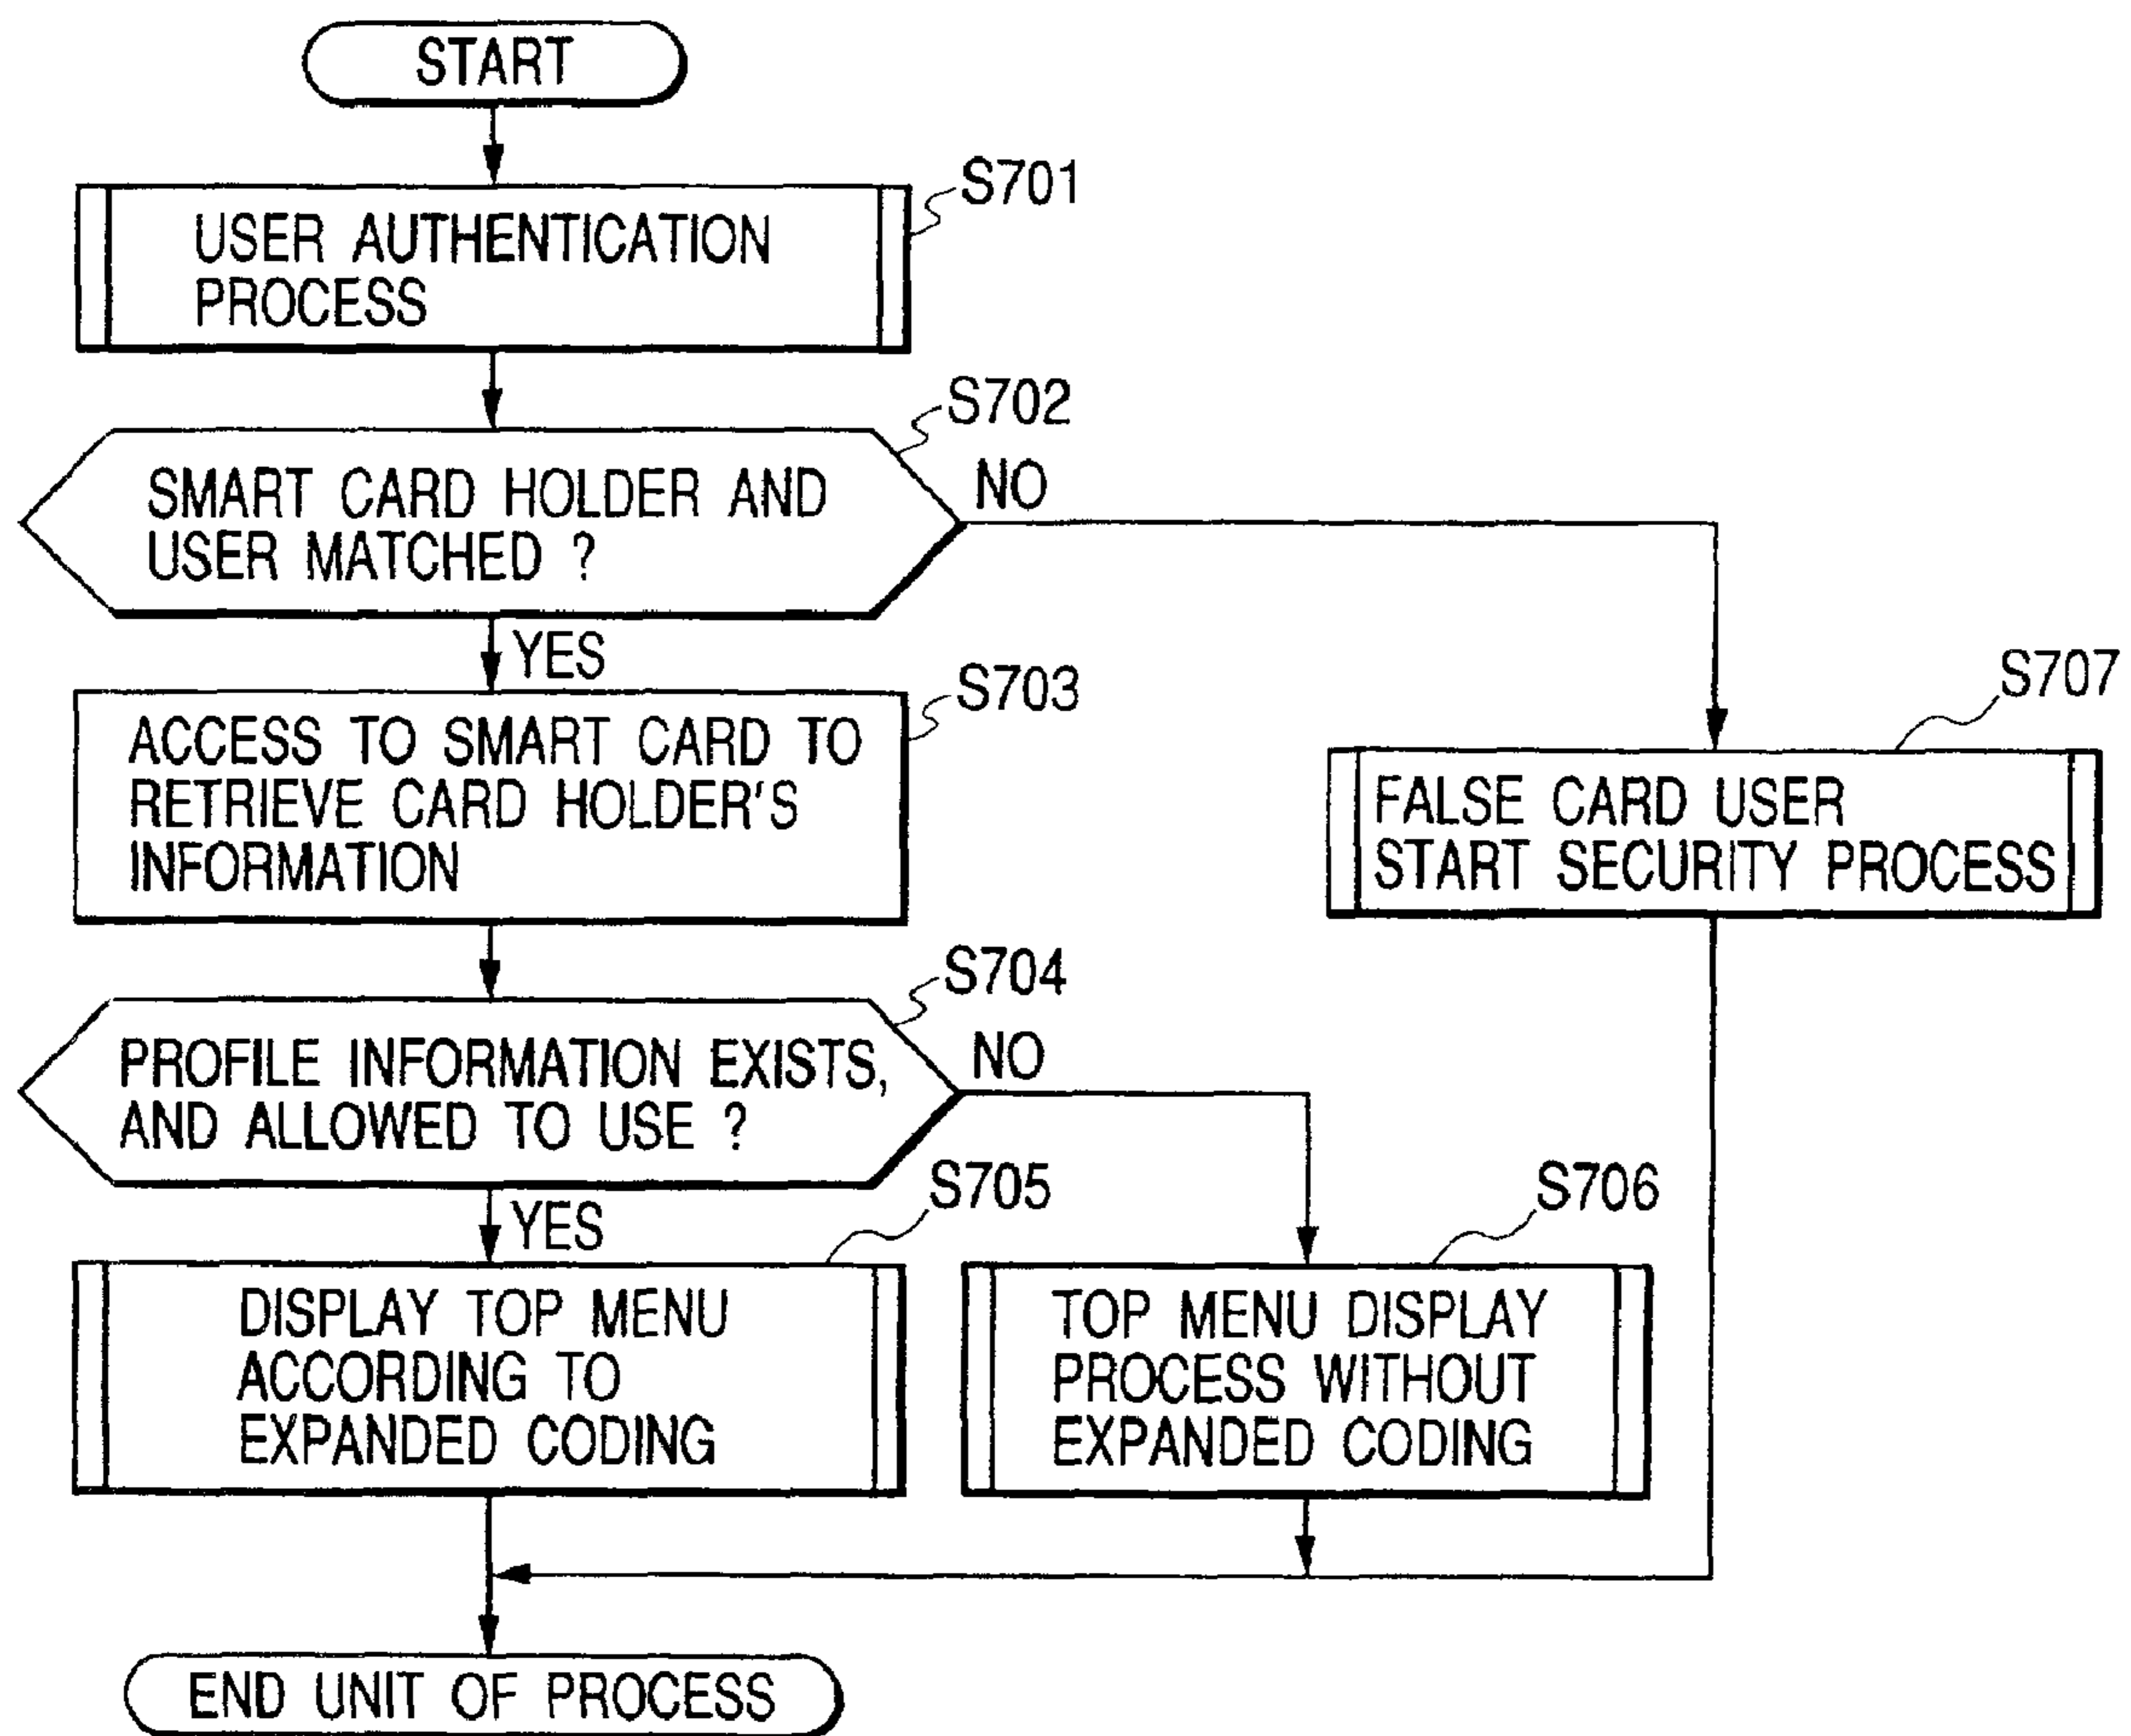 START
S701
USER AUTHENTICATION
PROCESS
S702
SMART CARD HOLDER AND
USER MATCHED ?
NO
YES
S703
ACCESS TO SMART CARD TO
RETRIEVE CARD HOLDER'S
INFORMATION
S707
FALSE CARD USER
START SECURITY PROCESS
S704
PROFILE INFORMATION EXISTS,
AND ALLOWED TO USE ?
NO
YES
S705
DISPLAY TOP MENU
ACCORDING TO
EXPANDED CODING
S706
TOP MENU DISPLAY
PROCESS WITHOUT
EXPANDED CODING
END UNIT OF PROCESS